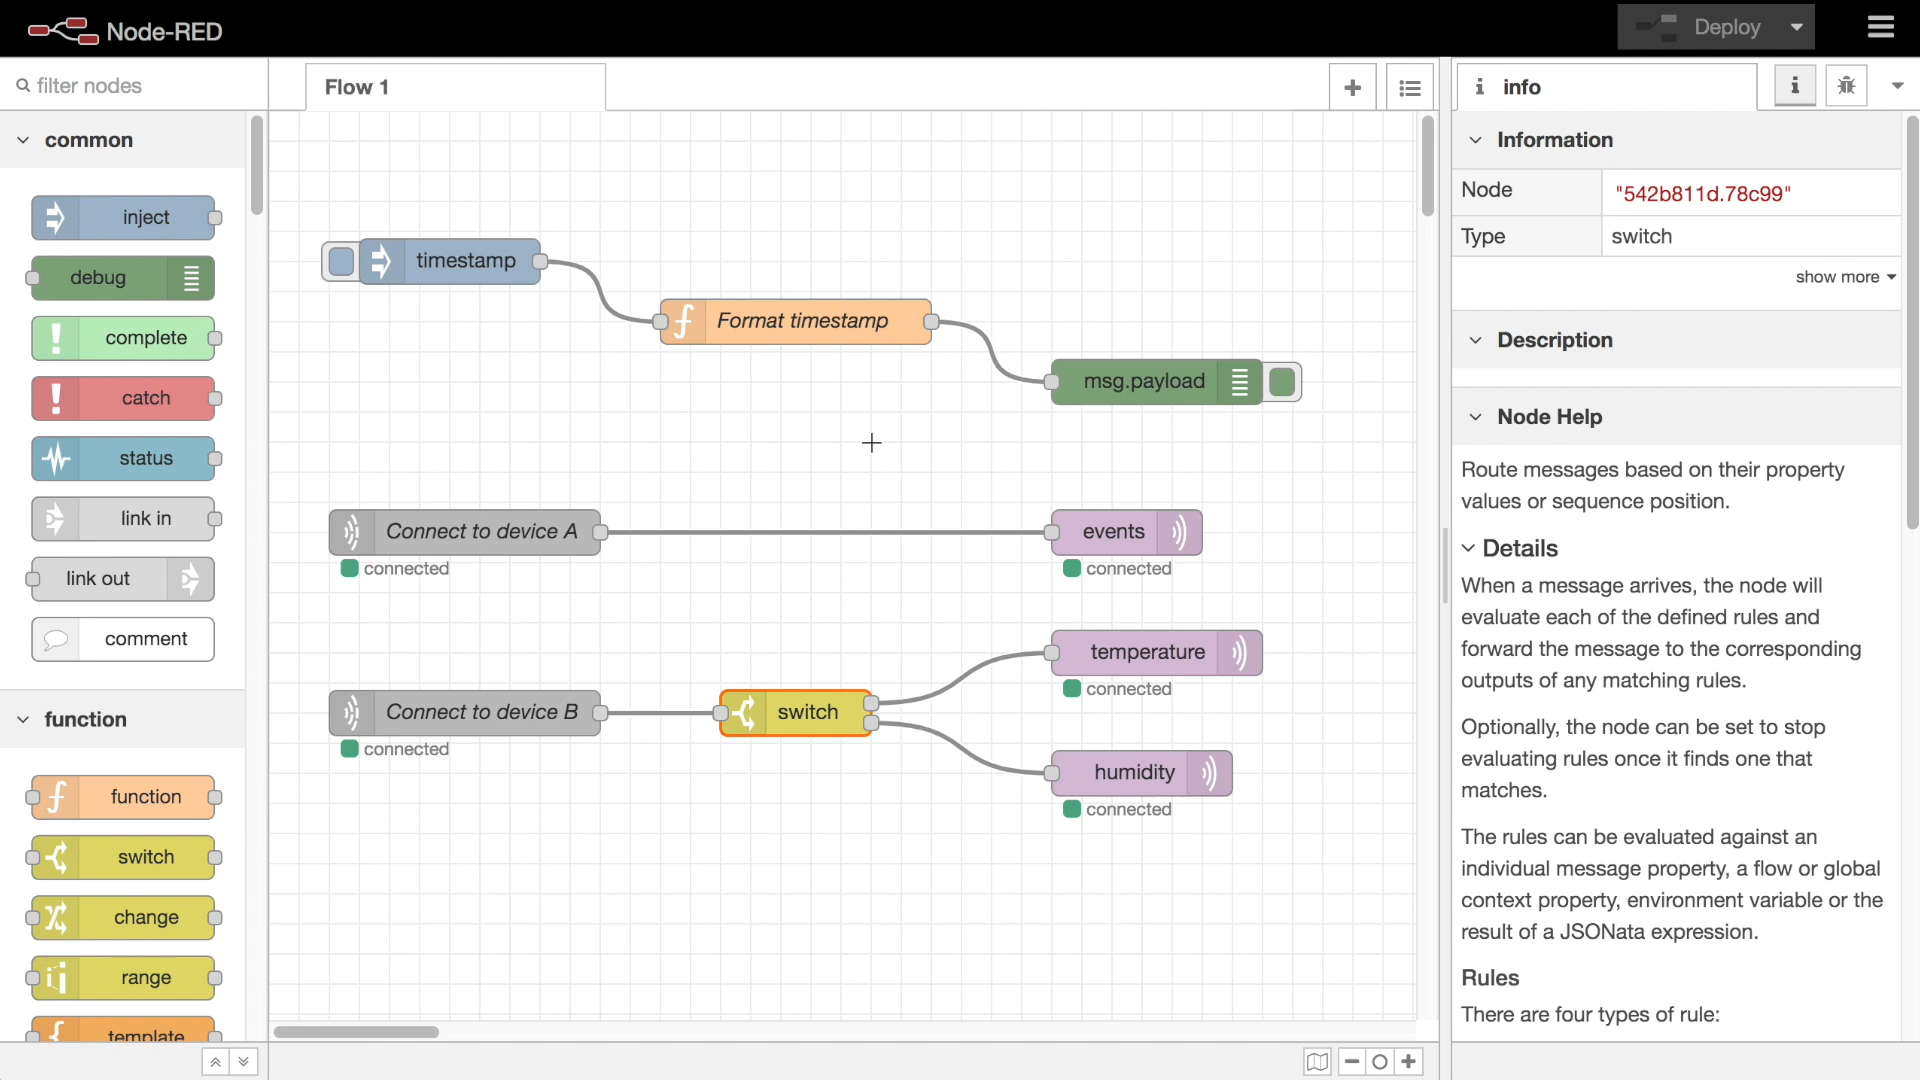 Node-RED
Deploy
filter nodes
Flow 1
info
common
inject
debug
complete
catch
status
link in
link out
comment
function
function
switch
change
range
template
timestamp
Format timestamp
msg.payload
Connect to device A
connected
events
connected
Connect to device B
connected
switch
temperature
connected
humidity
connected
Information
Node
"542b811d.78c99"
Type
switch
show more
Description
Node Help
Route messages based on their property
values or sequence position.
Details
When a message arrives, the node will
evaluate each of the defined rules and
forward the message to the corresponding
outputs of any matching rules.
Optionally, the node can be set to stop
evaluating rules once it finds one that
matches.
The rules can be evaluated against an
individual message property, a flow or global
context property, environment variable or the
result of a JSONata expression.
Rules
There are four types of rule: